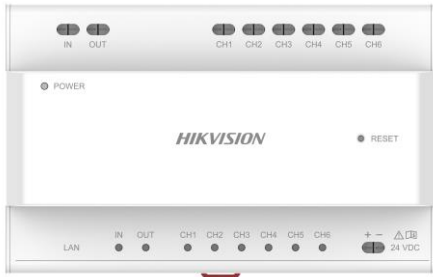 IN OUT CH1 CH2 CH3 CH4 CH5 CH6
POWER
HIKVISION
RESET
IN OUT CH1 CH2 CH3 CH4 CH5 CH6 + −
LAN 24 VDC